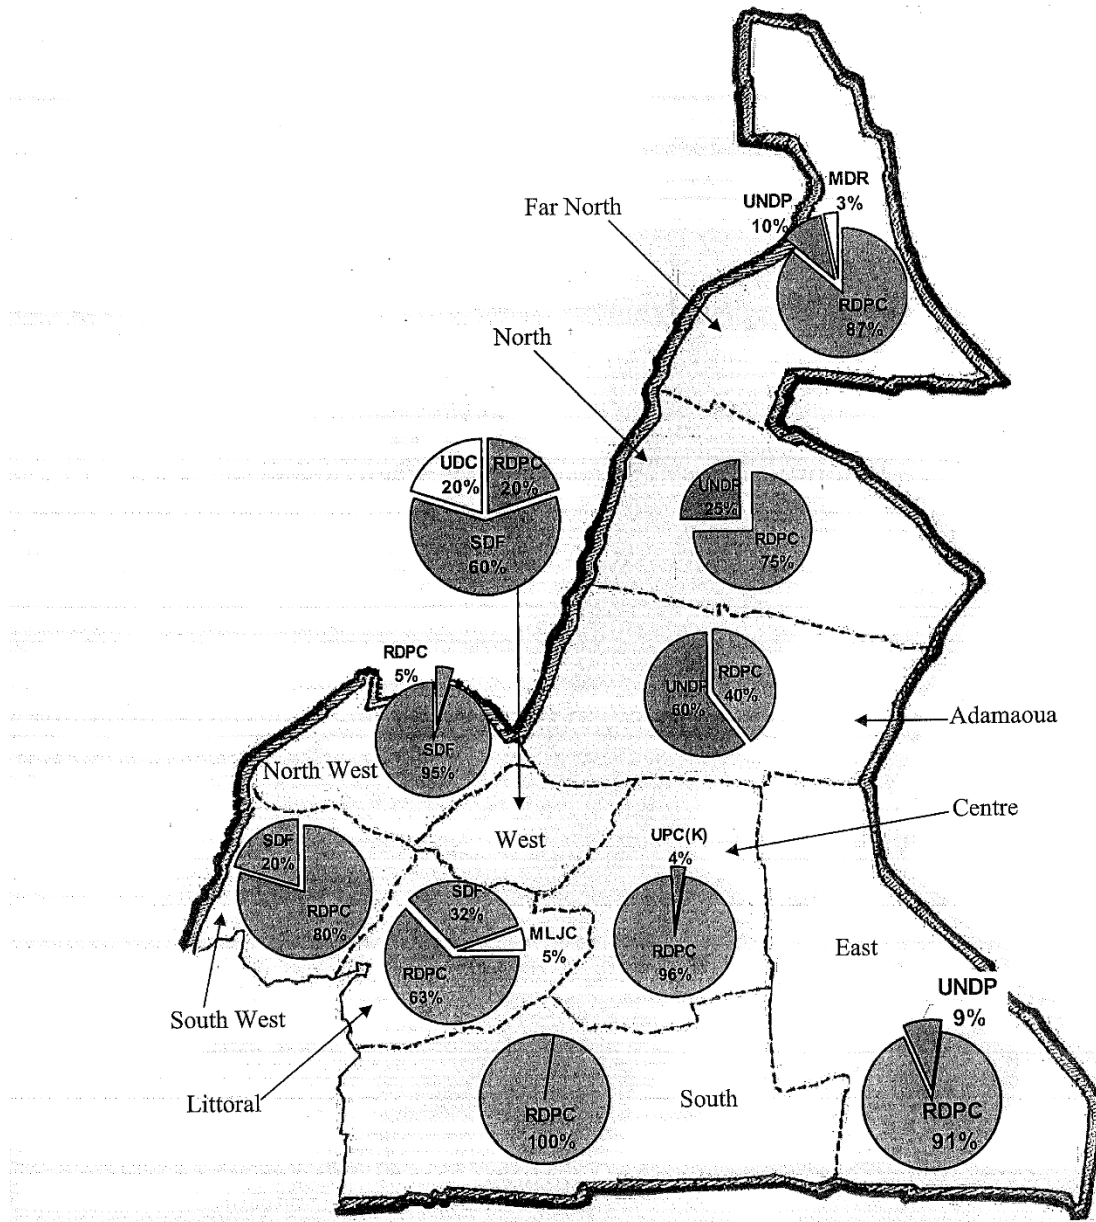 MDR
3%
UNDP
10%
Far North
RDPC
87%
North
UDC
20%
RDPC
20%
SDF
60%
UNDP
25%
RDPC
75%
RDPC
5%
SDF
95%
UNDP
60%
RDPC
40%
Adamaoua
North West
West
Centre
UPC(K)
4%
RDPC
96%
SDF
20%
RDPC
80%
SDF
32%
MLJC
5%
RDPC
63%
East
UNDP
9%
RDPC
91%
South West
Littoral
South
RDPC
100%